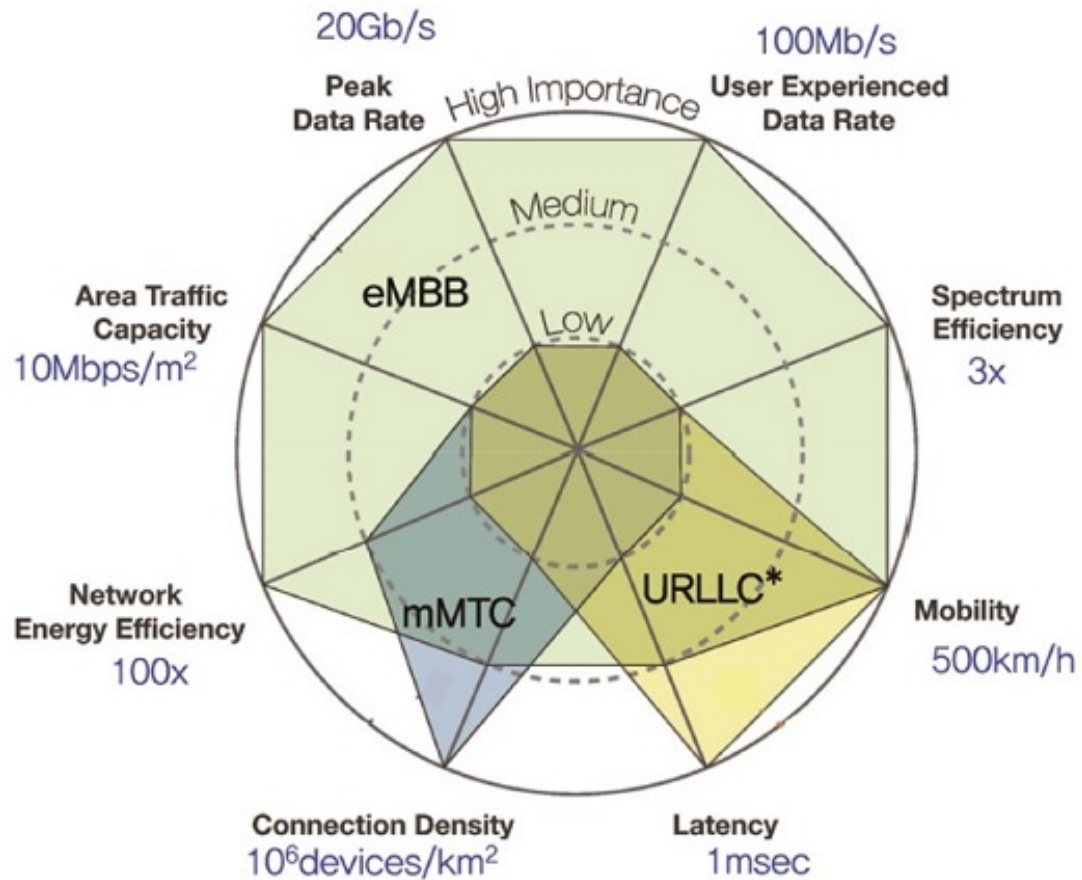 20Gb/s
100Mb/s
Peak
Data Rate
High Importance
User Experienced
Data Rate
Medium
eMBB
Low
Area Traffic
Capacity
10Mbps/m²
Spectrum
Efficiency
3x
Network
Energy Efficiency
100x
mMTC
URLLC*
Mobility
500km/h
Connection Density
10⁶devices/km²
Latency
1msec